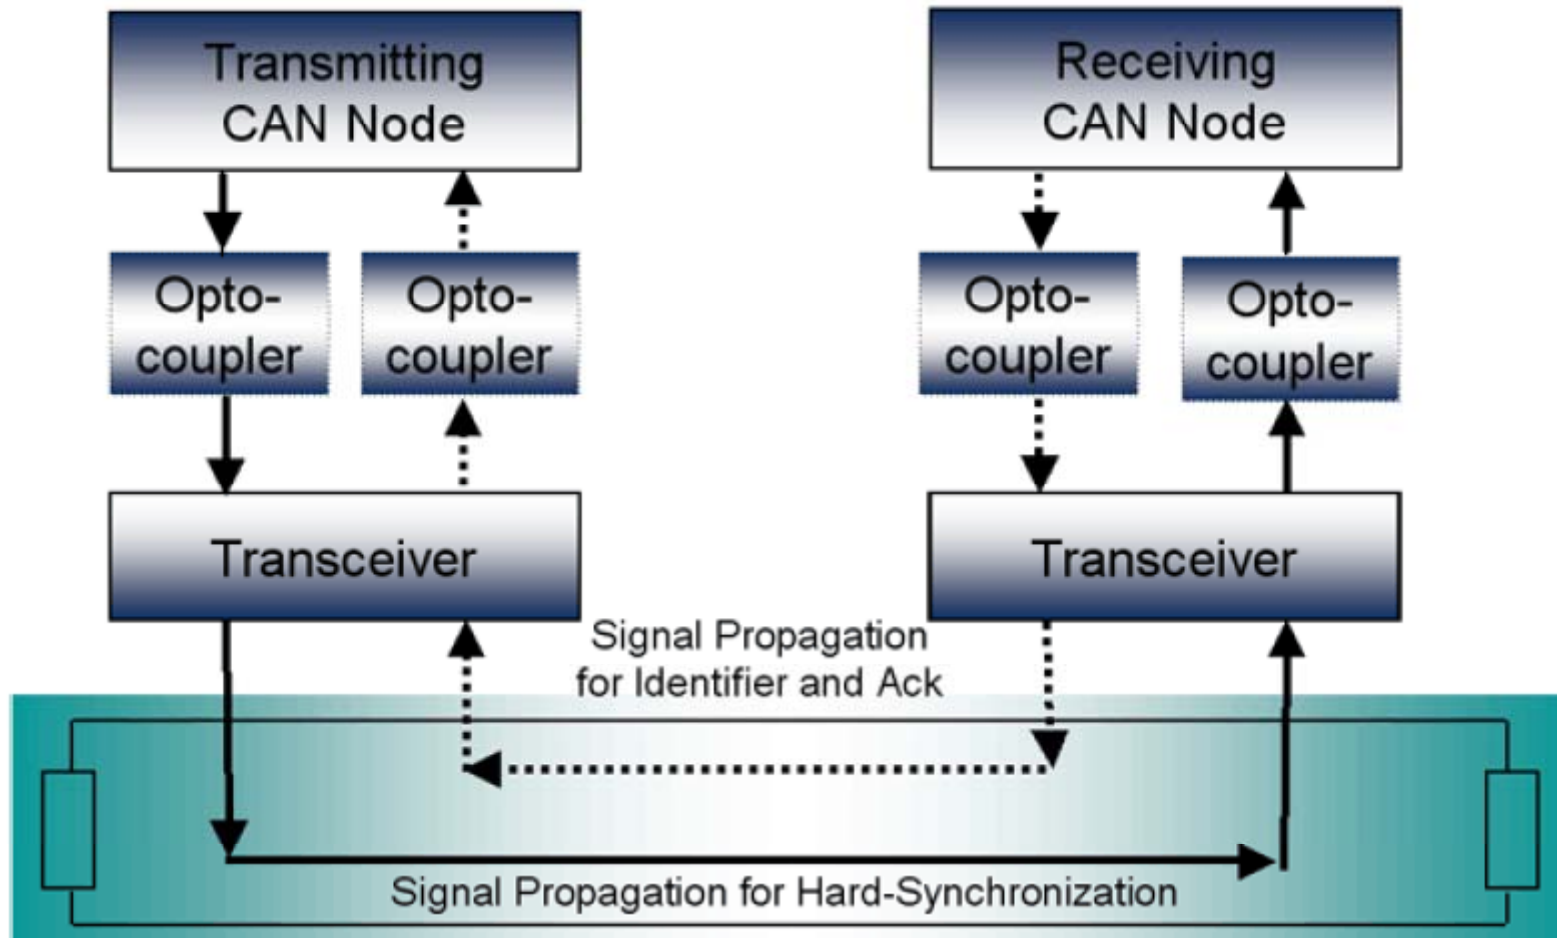 Transmitting
CAN Node
Receiving
CAN Node
Opto-
coupler
Opto-
coupler
Opto-
coupler
Opto-
coupler
Transceiver
Transceiver
Signal Propagation
for Identifier and Ack
Signal Propagation for Hard-Synchronization